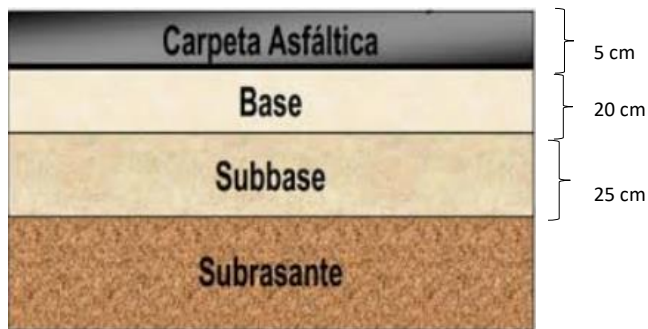 Carpeta Asfáltica
5 cm
Base
20 cm
Subbase
25 cm
Subrasante